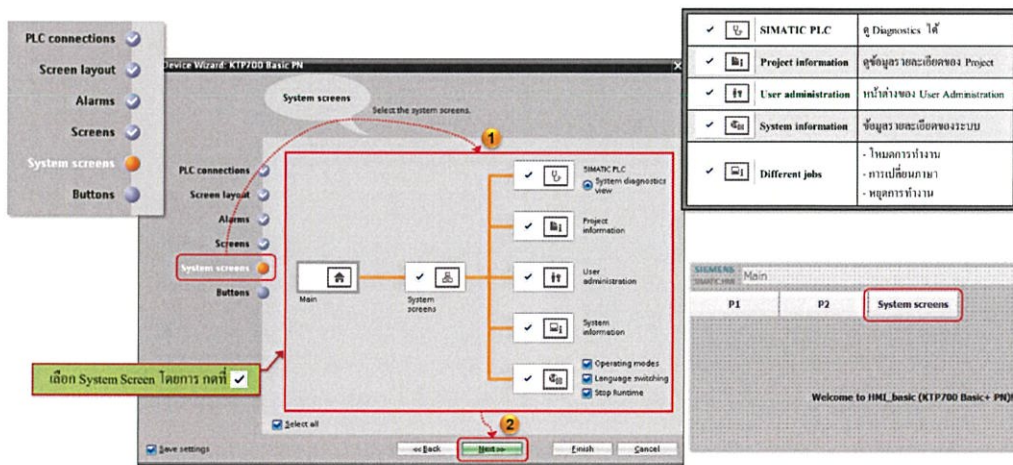 PLC connections
Screen layout
Alarms
Screens
System screens
Buttons
Device Wizard: KTP700 Basic PN
System screens
Select the system screens.
1
PLC connections
Screen layout
Alarms
Screens
System screens
Buttons
Main
System
screens
SIMATIC PLC
System diagnostics
view
Project
information
User
administration
System
information
Operating modes
Language switching
Stop Runtime
เลือก System Screen โดยการ กดที่ ✓
Select all
2
Save settings
<< Back
Next >>
Finish
Cancel
SIMATIC PLC ดู Diagnostics ได้
Project information ดูข้อมูลรายละเอียดของ Project
User administration หน้าต่างของ User Administration
System information ข้อมูลรายละเอียดของระบบ
Different jobs
- โหมดการทำงาน
- การเปลี่ยนภาษา
- หยุดการทำงาน
SIEMENS
SIMATIC HMI
Main
P1 P2 System screens
Welcome to HMI_basic (KTP700 Basic+ PN)!